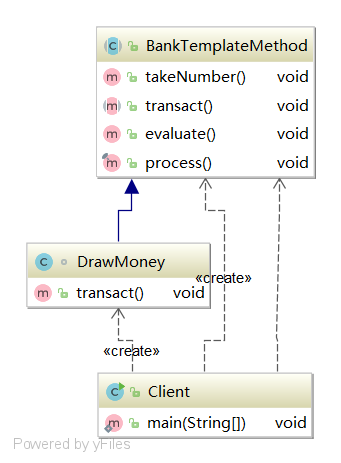 BankTemplateMethod
takeNumber() void
transact() void
evaluate() void
process() void
DrawMoney
transact() void
«create»
«create»
Client
main(String[]) void
Powered by yFiles